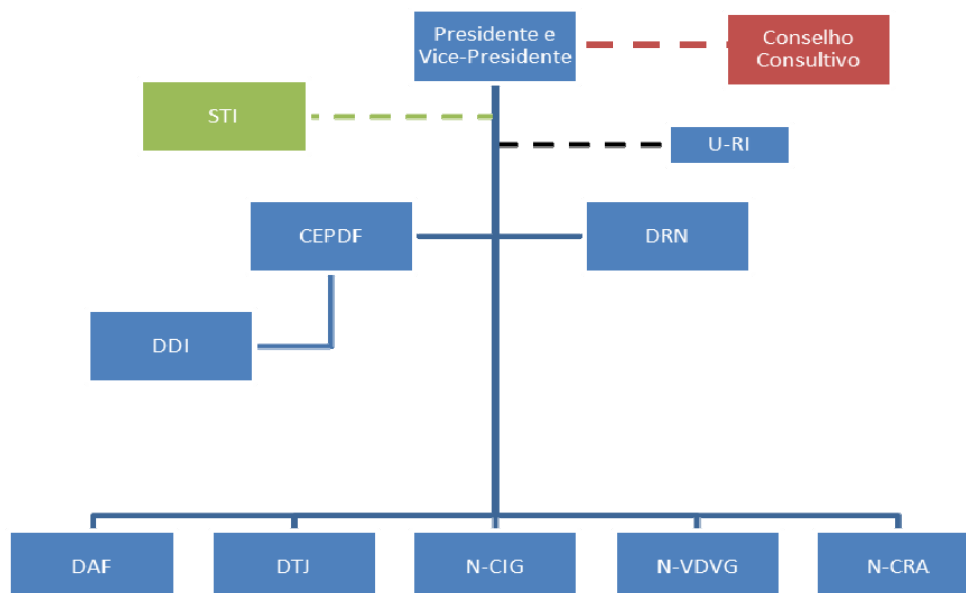 Presidente e
Vice-Presidente
Conselho
Consultivo
STI
U-RI
CEPDF
DRN
DDI
DAF
DTJ
N-CIG
N-VDVG
N-CRA